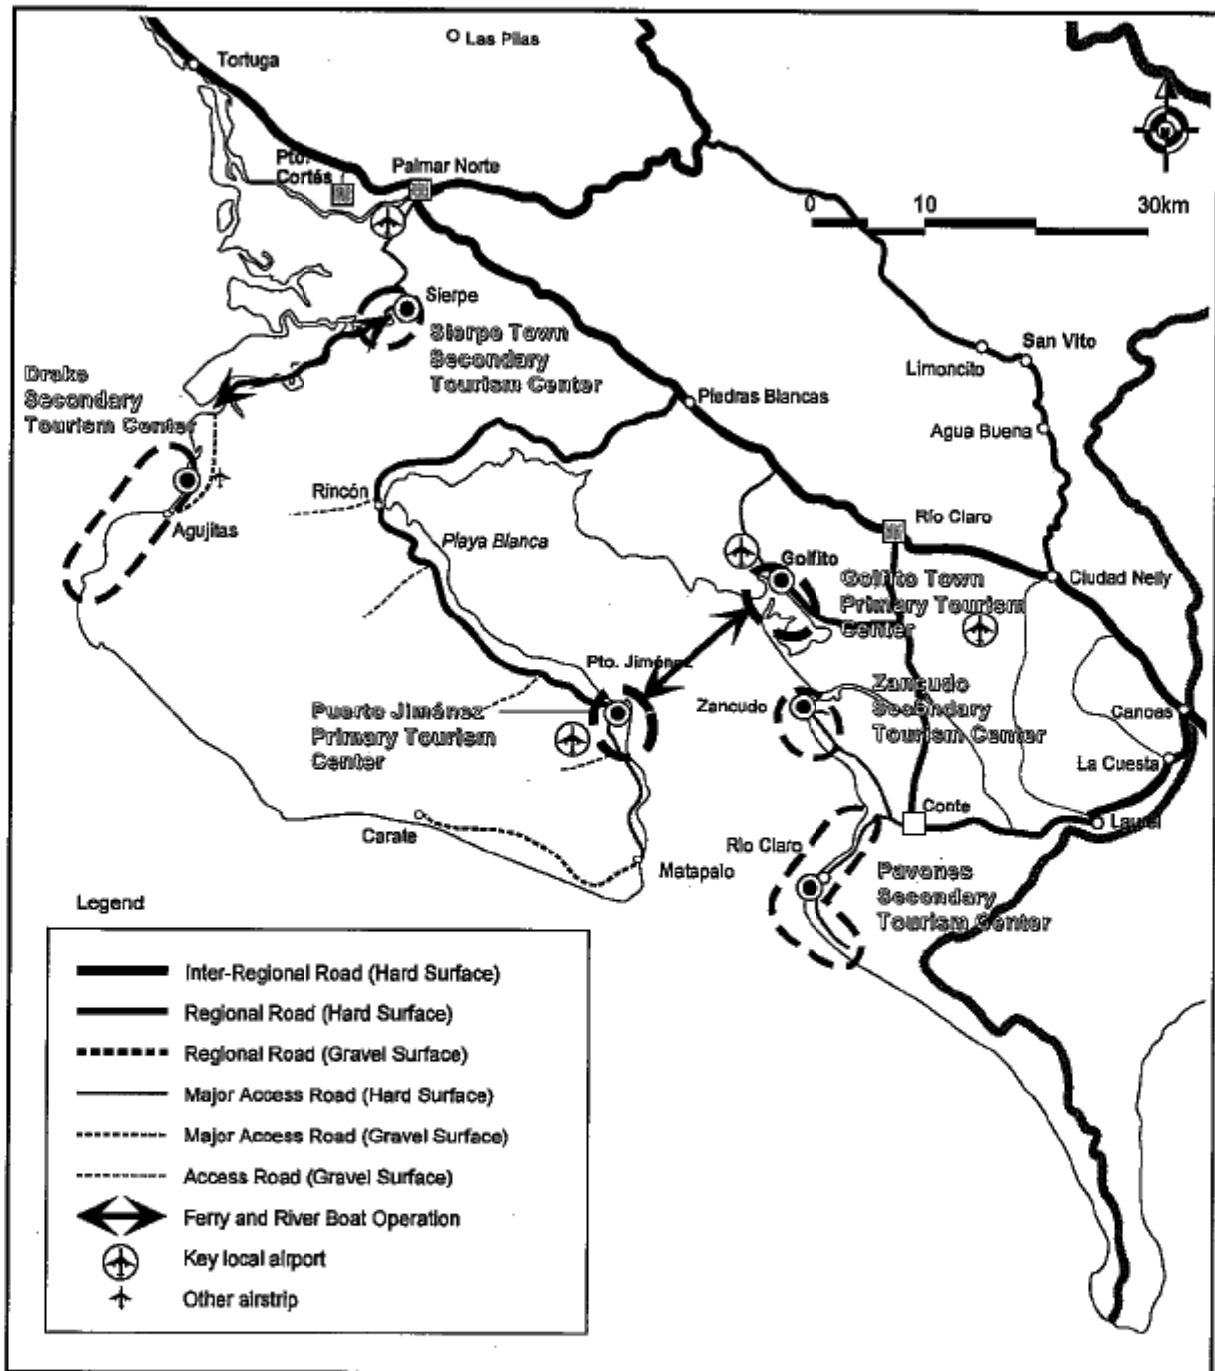 Las Pilas
Tortuga
Pto.
Cortés
Palmar Norte
N
0 10 30km
Sierpe
Sierpe Town
Secondary
Tourism Center
San Vito
Limoncito
Drake
Secondary
Tourism Center
Piedras Blancas
Agua Buena
Rincón
Río Claro
Agujitas
Playa Blanca
Golfito
Golfito Town
Primary Tourism
Center
Ciudad Nelly
Pto. Jiménez
Puerto Jiménez
Primary Tourism
Center
Zancudo
Zancudo
Secondary
Tourism Center
Canoas
La Cuesta
Carate
Conte
Laurel
Río Claro
Matapalo
Pavones
Secondary
Tourism Center
Legend
Inter-Regional Road (Hard Surface)
Regional Road (Hard Surface)
Regional Road (Gravel Surface)
Major Access Road (Hard Surface)
Major Access Road (Gravel Surface)
Access Road (Gravel Surface)
Ferry and River Boat Operation
Key local airport
Other airstrip